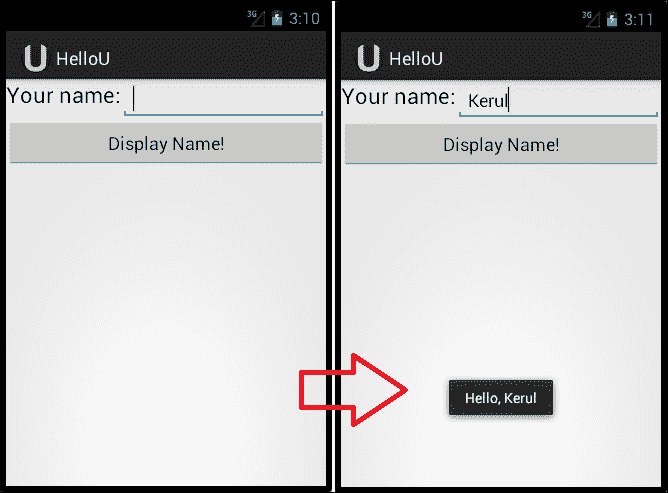 3G 3:10
HelloU
Your name:
Display Name!
3G 3:11
HelloU
Your name: Kerul
Display Name!
Hello, Kerul